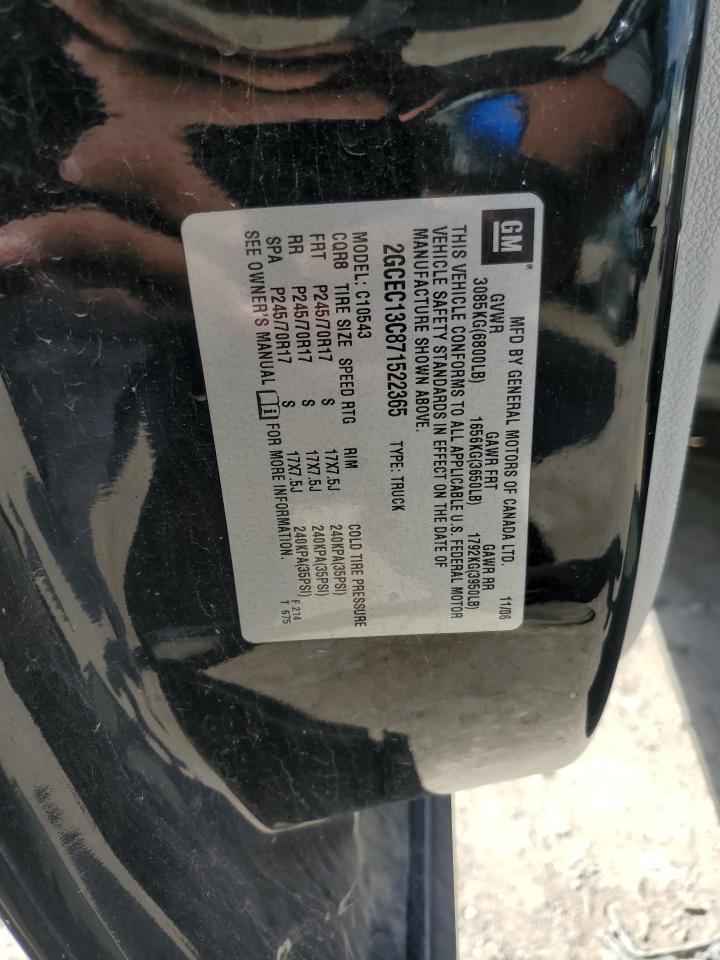 GM®
MFD BY GENERAL MOTORS OF CANADA LTD. 11/06
GVWR GAWR FRT GAWR RR
3085KG(6800LB) 1656KG(3650LB) 1792KG(3950LB)
THIS VEHICLE CONFORMS TO ALL APPLICABLE U.S. FEDERAL MOTOR
VEHICLE SAFETY STANDARDS IN EFFECT ON THE DATE OF
MANUFACTURE SHOWN ABOVE.
2GCEC13C871522365 TYPE: TRUCK
MODEL: C10543
CQR8 TIRE SIZE SPEED RTG RIM COLD TIRE PRESSURE
FRT P245/70R17 S 17X7.5J 240KPA(35PSI)
RR P245/70R17 S 17X7.5J 240KPA(35PSI)
SPA P245/70R17 S 17X7.5J 240KPA(35PSI)
SEE OWNER'S MANUAL i FOR MORE INFORMATION.
F 214
T 675